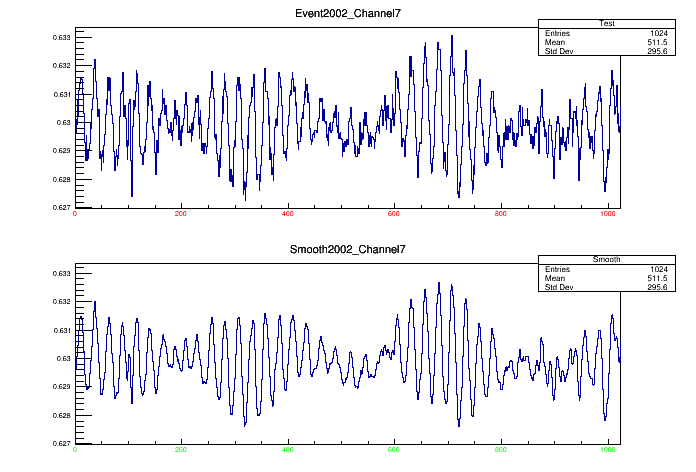 Event2002_Channel7
Test
Entries 1024
Mean 511.5
Std Dev 295.6
0.633
0.632
0.631
0.63
0.629
0.628
0.627
0 200 400 600 800 1000
Smooth2002_Channel7
Smooth
Entries 1024
Mean 511.5
Std Dev 295.6
0.633
0.632
0.631
0.63
0.629
0.628
0.627
0 200 400 600 800 1000